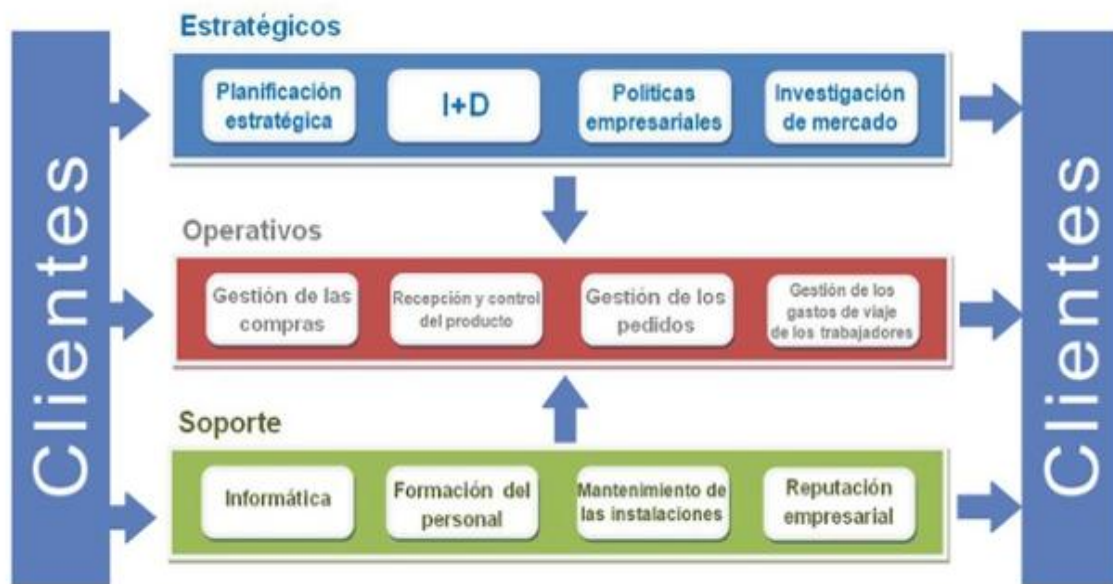 Clientes
Estratégicos
Planificación
estratégica
I+D
Políticas
empresariales
Investigación
de mercado
Operativos
Gestión de las
compras
Recepción y control
del producto
Gestión de los
pedidos
Gestión de los
gastos de viaje
de los trabajadores
Soporte
Informática
Formación del
personal
Mantenimiento de
las instalaciones
Reputación
empresarial
Clientes